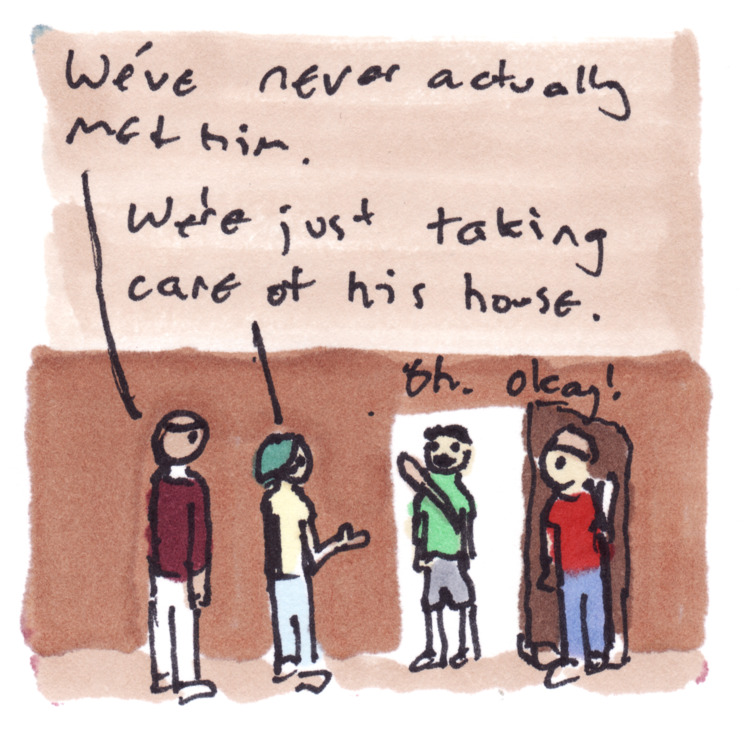 We've never actually
met him.
We're just taking
care of his house.
Oh. okay!